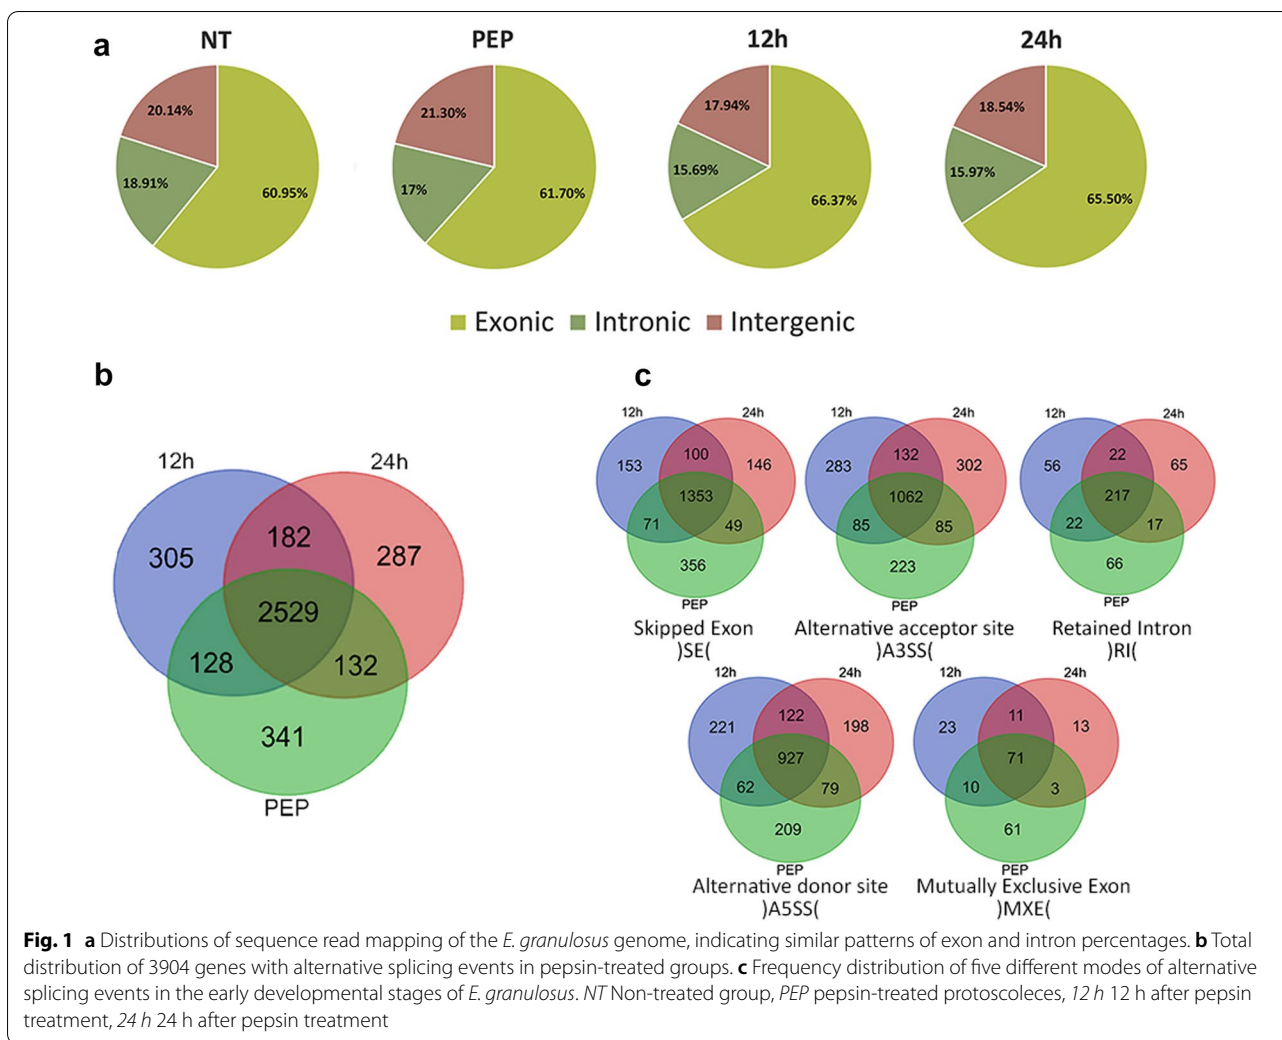 a
NT
PEP
12h
24h
20.14%
18.91%
60.95%
21.30%
17%
61.70%
17.94%
15.69%
66.37%
18.54%
15.97%
65.50%
Exonic Intronic Intergenic
b
12h
24h
305
182
287
2529
128
132
341
PEP
c
12h
24h
153
100
146
1353
71
49
356
PEP
Skipped Exon
)SE(
12h
24h
283
132
302
1062
85
85
223
PEP
Alternative acceptor site
)A3SS(
12h
24h
56
22
65
217
22
17
66
PEP
Retained Intron
)RI(
12h
24h
221
122
198
927
62
79
209
PEP
Alternative donor site
)A5SS(
12h
24h
23
11
13
71
10
3
61
PEP
Mutually Exclusive Exon
)MXE(
Fig. 1 a Distributions of sequence read mapping of the E. granulosus genome, indicating similar patterns of exon and intron percentages. b Total
distribution of 3904 genes with alternative splicing events in pepsin-treated groups. c Frequency distribution of five different modes of alternative
splicing events in the early developmental stages of E. granulosus. NT Non-treated group, PEP pepsin-treated protoscoleces, 12 h 12 h after pepsin
treatment, 24 h 24 h after pepsin treatment